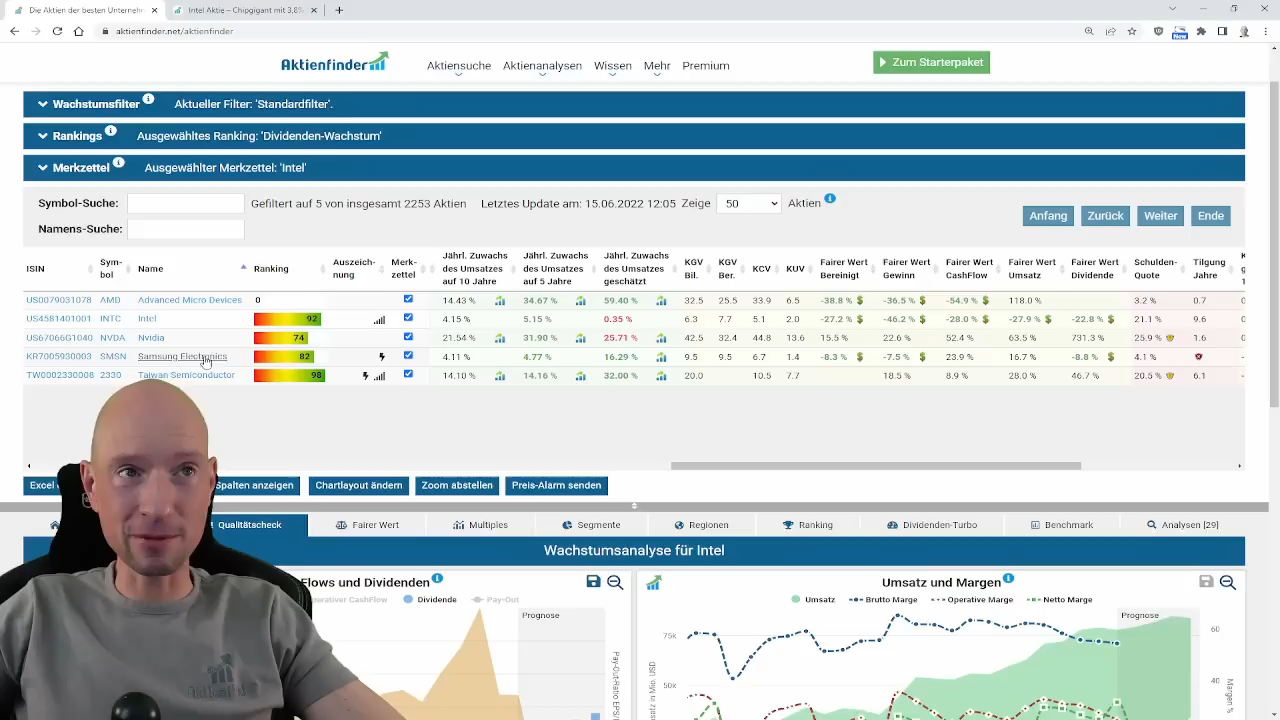 Die Aktien der besten Unternehm
Intel Aktie – Chipgigant mit 3,8%
aktienfinder.net/aktienfinder
New
Aktienfinder
Aktiensuche
Aktienanalysen
Wissen
Mehr
Premium
Zum Starterpaket
Wachstumsfilter Aktueller Filter: 'Standardfilter'.
Rankings Ausgewähltes Ranking: 'Dividenden-Wachstum'
Merkzettel Ausgewählter Merkzettel: 'Intel'
Symbol-Suche: Gefiltert auf 5 von insgesamt 2253 Aktien Letztes Update am: 15.06.2022 12:05 Zeige 50 Aktien
Namens-Suche:
Anfang Zurück Weiter Ende
ISIN Sym-bol Name Ranking Auszeich-nung Merk-zettel Jährl. Zuwachs des Umsatzes auf 10 Jahre Jährl. Zuwachs des Umsatzes auf 5 Jahre Jährl. Zuwachs des Umsatzes geschätzt KGV Bil. KGV Ber. KCV KUV Fairer Wert Bereinigt Fairer Wert Gewinn Fairer Wert CashFlow Fairer Wert Umsatz Fairer Wert Dividende Schulden-Quote Tilgung Jahre
US0079031078 AMD Advanced Micro Devices 0 14.43 % 34.67 % 59.40 % 32.5 25.5 33.9 6.5 -38.8 % -36.5 % -54.9 % 118.0 % 3.2 % 0.7
US4581401001 INTC Intel 92 4.15 % 5.15 % 0.35 % 6.3 7.7 5.1 2.0 -27.2 % -46.2 % -28.0 % -27.9 % -22.8 % 21.1 % 9.6
US67066G1040 NVDA Nvidia 74 21.54 % 31.90 % 25.71 % 42.5 32.4 44.8 13.6 15.5 % 22.6 % 52.4 % 63.5 % 731.3 % 25.9 % 1.6
KR7005930003 SMSN Samsung Electronics 82 4.11 % 4.77 % 16.29 % 9.5 9.5 6.7 1.4 -8.3 % -7.5 % 23.9 % 16.7 % -8.8 % 4.1 %
TW0002330008 2330 Taiwan Semiconductor 98 14.10 % 14.16 % 32.00 % 20.0 10.5 7.7 18.5 % 8.9 % 28.0 % 46.7 % 20.5 % 6.1
Excel
Spalten anzeigen
Chartlayout ändern
Zoom abstellen
Preis-Alarm senden
Qualitätscheck
Fairer Wert
Multiples
Segmente
Regionen
Ranking
Dividenden-Turbo
Benchmark
Analysen [29]
Wachstumsanalyse für Intel
Flows und Dividenden
Operativer CashFlow Dividende Pay-Out
Prognose
Pay-Out-Ratio EPS
Umsatz und Margen
Umsatz Brutto Marge Operative Marge Netto Marge
Prognose
75k
50k
60
40
Umsatz in Mio. USD
Margen %
Aktienfinder